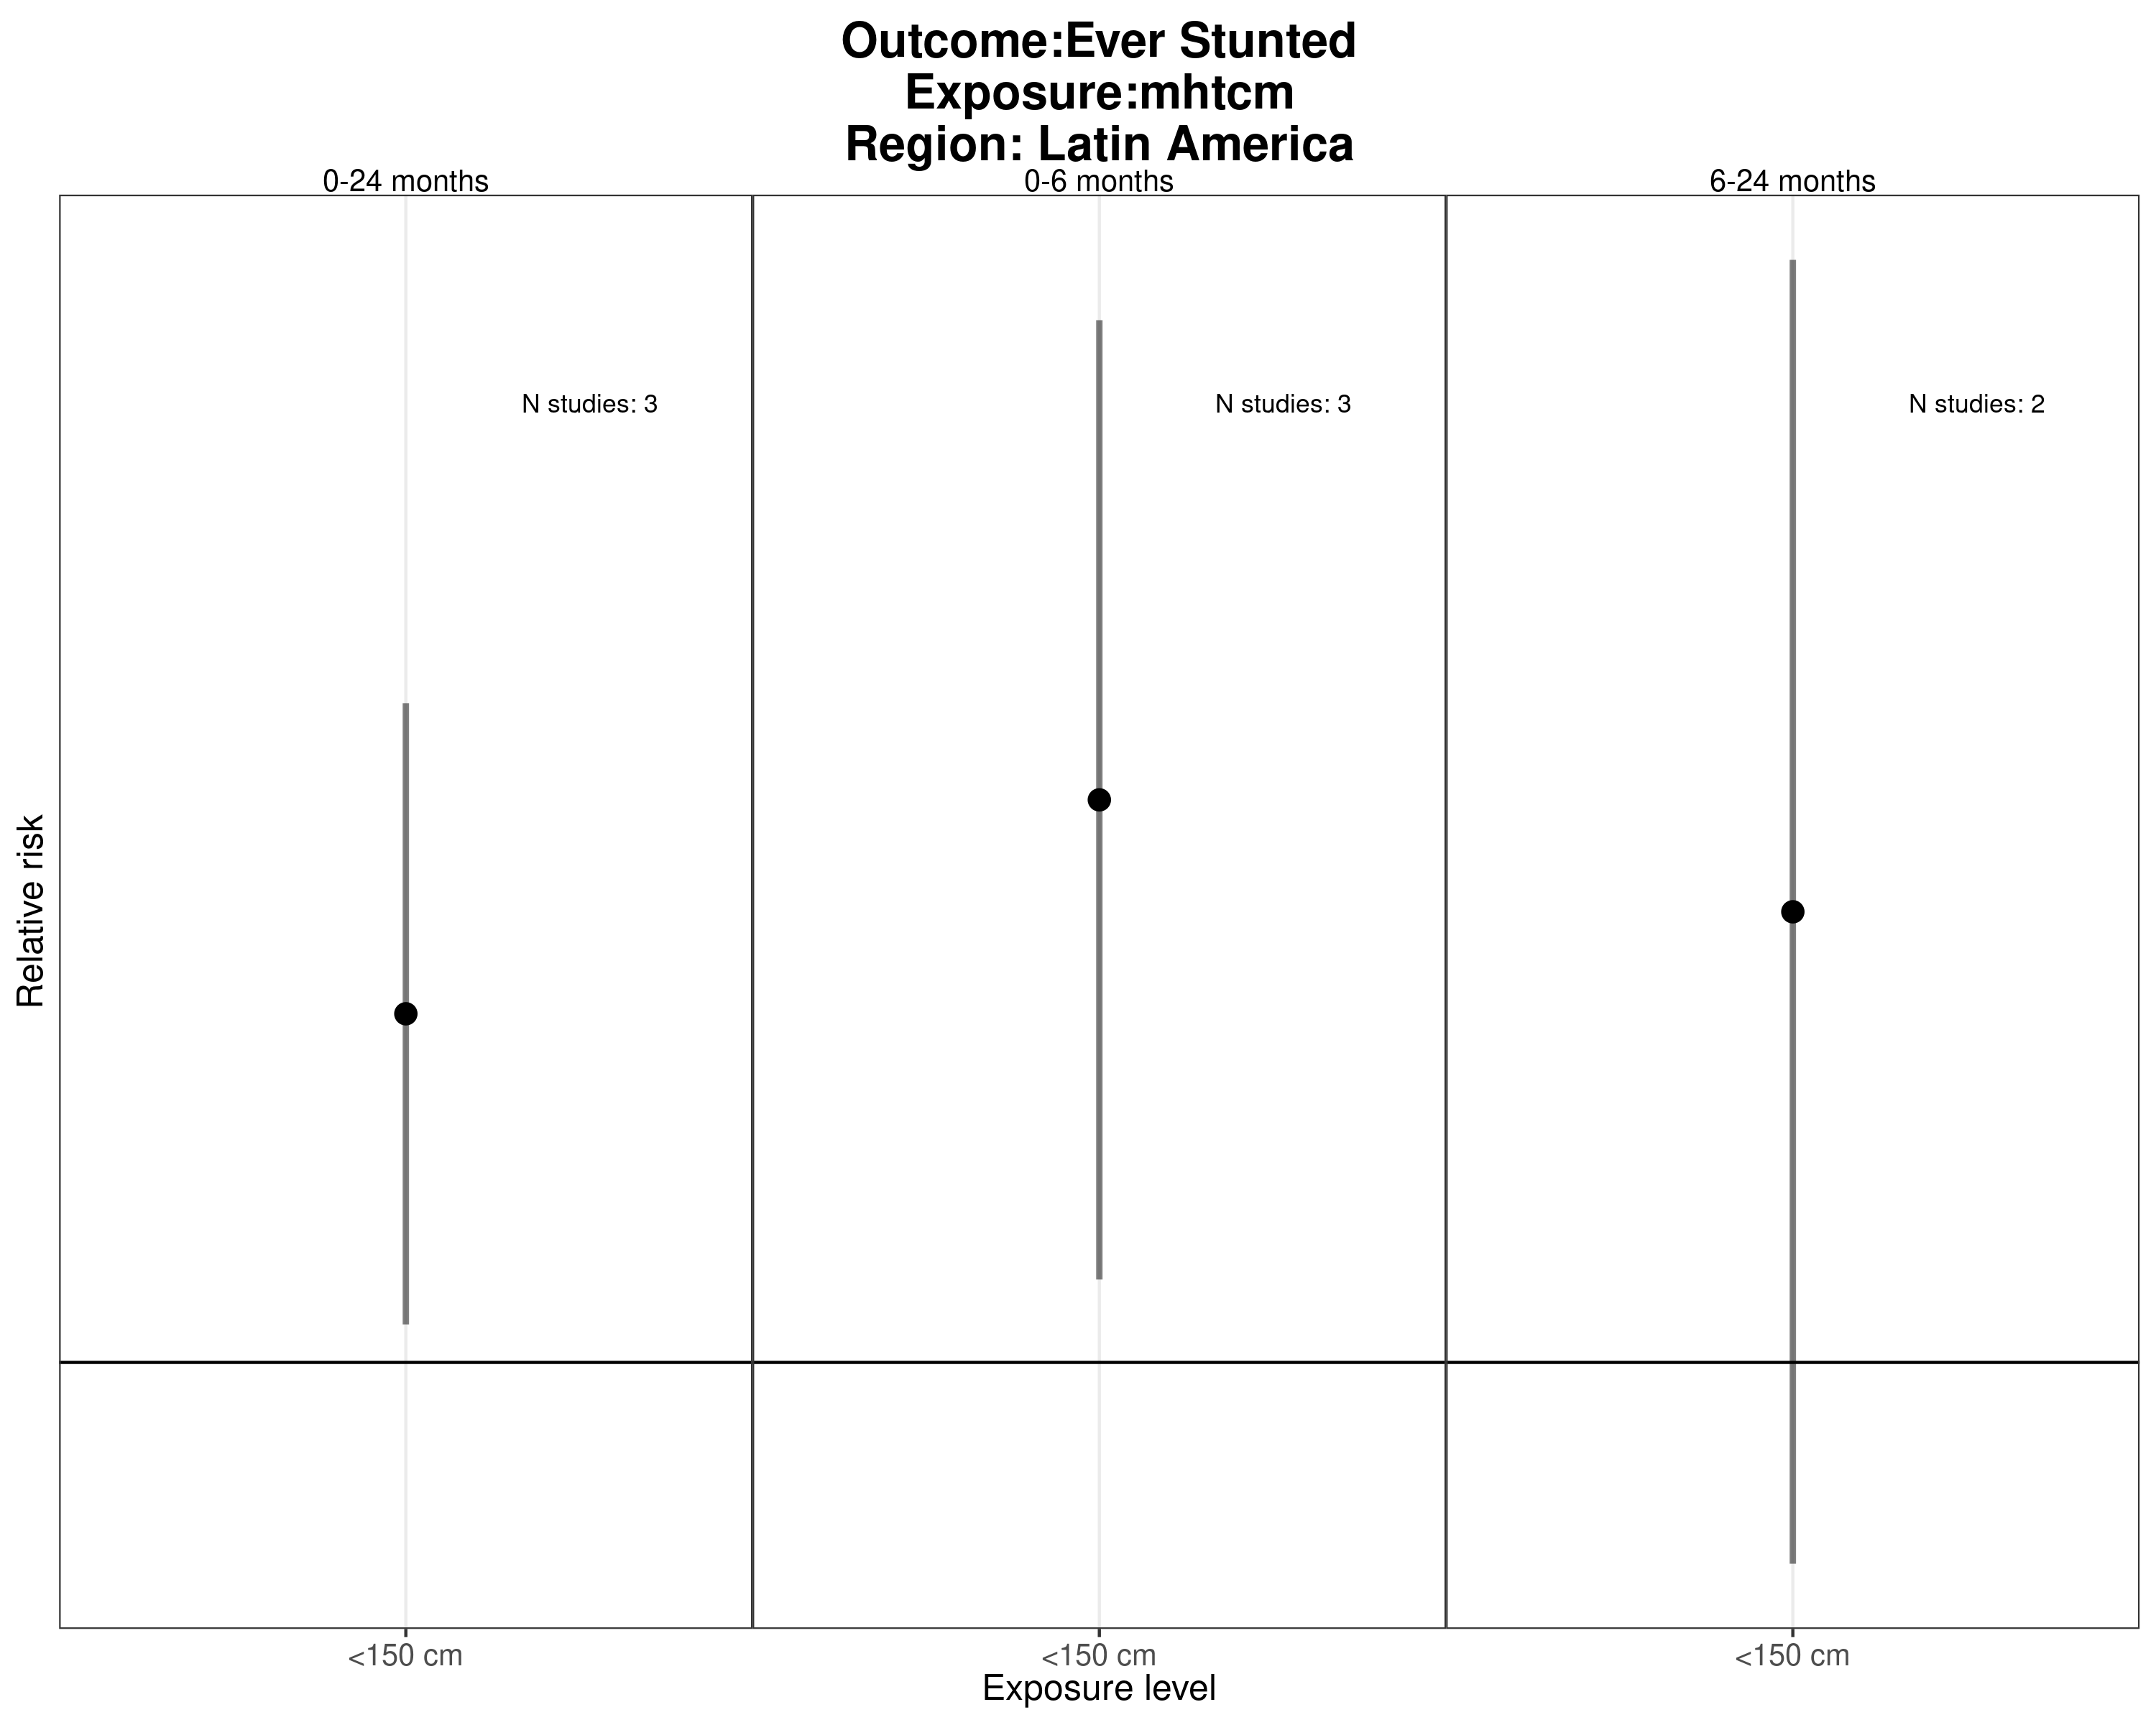 Outcome:Ever Stunted
Exposure:mhtcm
Region: Latin America
0-24 months
0-6 months
6-24 months
N studies: 3
N studies: 3
N studies: 2
Relative risk
<150 cm
<150 cm
<150 cm
Exposure level